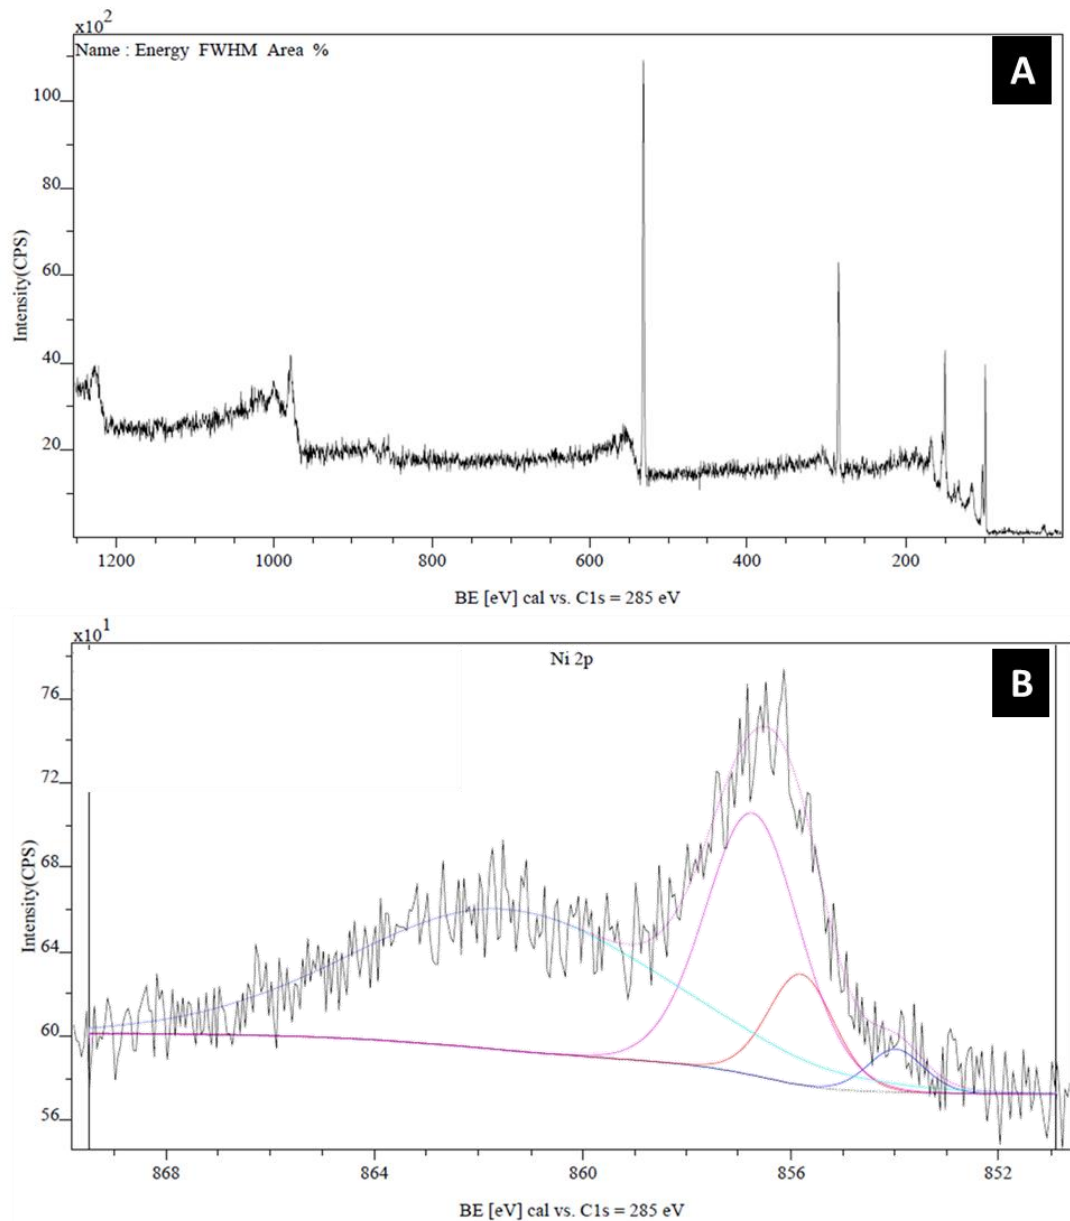 x10²
Name : Energy FWHM Area %
A
100
80
60
40
20
Intensity(CPS)
1200 1000 800 600 400 200
BE [eV] cal vs. C1s = 285 eV
x10¹
Ni 2p
B
76
72
68
64
60
56
Intensity(CPS)
868 864 860 856 852
BE [eV] cal vs. C1s = 285 eV